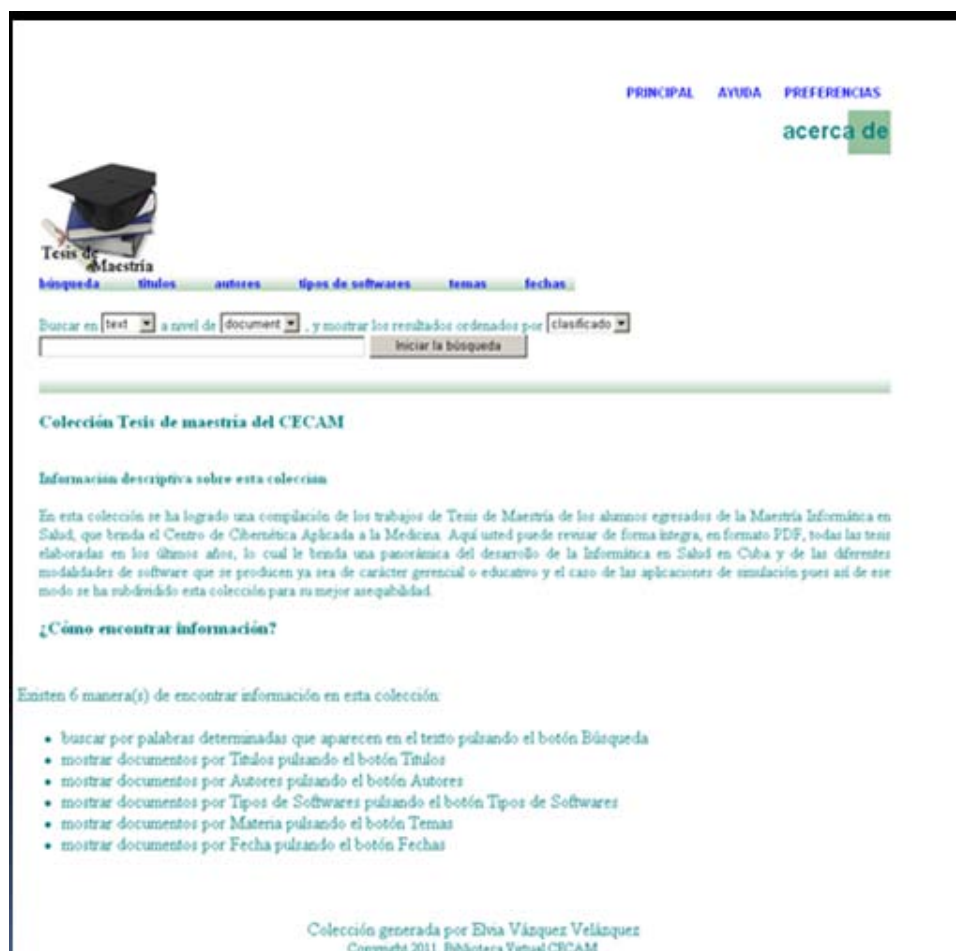 PRINCIPAL AYUDA PREFERENCIAS
acerca de
Tesis de
Maestría
búsqueda títulos autores tipos de softwares temas fechas
Buscar en text a nivel de document , y mostrar los resultados ordenados por clasificado
Iniciar la búsqueda
Colección Tesis de maestría del CECAM
Información descriptiva sobre esta colección
En esta colección se ha logrado una compilación de los trabajos de Tesis de Maestría de los alumnos egresados de la Maestría Informática en
Salud, que brinda el Centro de Cibernética Aplicada a la Medicina. Aquí usted puede revisar de forma íntegra, en formato PDF, todas las tesis
elaboradas en los últimos años, lo cual le brinda una panorámica del desarrollo de la Informática en Salud en Cuba y de las diferentes
modalidades de software que se producen ya sea de carácter gerencial o educativo y el caso de las aplicaciones de simulación pues así de ese
modo se ha subdividido esta colección para su mejor asequabilidad.
¿Cómo encontrar información?
Existen 6 manera(s) de encontrar información en esta colección:
• buscar por palabras determinadas que aparecen en el texto pulsando el botón Búsqueda
• mostrar documentos por Títulos pulsando el botón Títulos
• mostrar documentos por Autores pulsando el botón Autores
• mostrar documentos por Tipos de Softwares pulsando el botón Tipos de Softwares
• mostrar documentos por Materia pulsando el botón Temas
• mostrar documentos por Fecha pulsando el botón Fechas
Colección generada por Elvia Vázquez Velázquez
Copyright 2011. Biblioteca Virtual CECAM